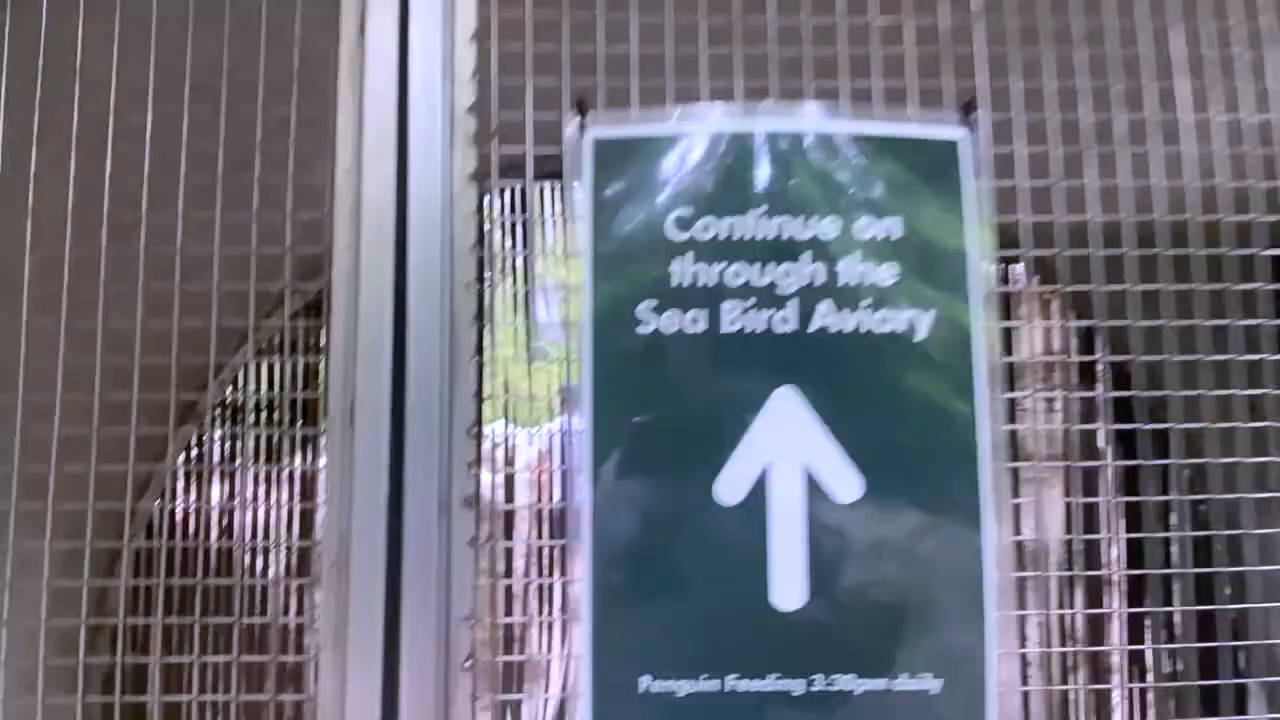 Continue on
through the
Sea Bird Aviary
Penguin Feeding 3:30pm daily